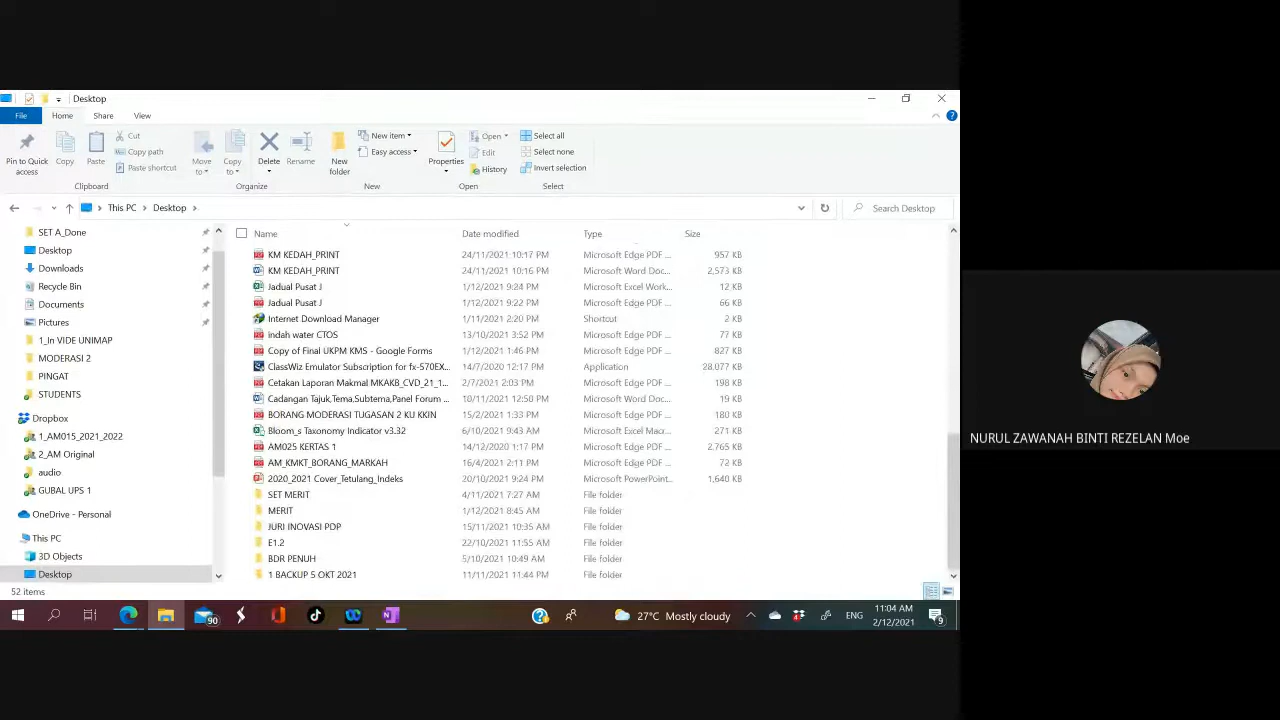 Desktop
File Home Share View
Pin to Quick access
Copy
Paste
Cut
Copy path
Paste shortcut
Clipboard
Move to
Copy to
Delete
Rename
Organize
New folder
New item
Easy access
New
Properties
Open
Edit
History
Open
Select all
Select none
Invert selection
Select
This PC > Desktop >
Search Desktop
SET A_Done
Desktop
Downloads
Recycle Bin
Documents
Pictures
1_In VIDE UNIMAP
MODERASI 2
PINGAT
STUDENTS
Dropbox
1_AM015_2021_2022
2_AM Original
audio
GUBAL UPS 1
OneDrive - Personal
This PC
3D Objects
Desktop
Name Date modified Type Size
KM KEDAH_PRINT 24/11/2021 10:17 PM Microsoft Edge PDF ... 957 KB
KM KEDAH_PRINT 24/11/2021 10:16 PM Microsoft Word Doc... 2,573 KB
Jadual Pusat J 1/12/2021 9:24 PM Microsoft Excel Work... 12 KB
Jadual Pusat J 1/12/2021 9:22 PM Microsoft Edge PDF ... 66 KB
Internet Download Manager 1/11/2021 2:20 PM Shortcut 2 KB
indah water CTOS 13/10/2021 3:52 PM Microsoft Edge PDF ... 77 KB
Copy of Final UKPM KMS - Google Forms 1/12/2021 1:46 PM Microsoft Edge PDF ... 827 KB
ClassWiz Emulator Subscription for fx-570EX... 14/7/2020 12:17 PM Application 28,077 KB
Cetakan Laporan Makmal MKAKB_CVD_21_1... 2/7/2021 2:03 PM Microsoft Edge PDF ... 198 KB
Cadangan Tajuk,Tema,Subtema,Panel Forum ... 10/11/2021 12:50 PM Microsoft Word Doc... 19 KB
BORANG MODERASI TUGASAN 2 KU KKIN 15/2/2021 1:33 PM Microsoft Edge PDF ... 180 KB
Bloom_s Taxonomy Indicator v3.32 6/10/2021 9:43 AM Microsoft Excel Macr... 271 KB
AM025 KERTAS 1 14/12/2020 1:17 PM Microsoft Edge PDF ... 2,765 KB
AM_KMKT_BORANG_MARKAH 16/4/2021 2:11 PM Microsoft Edge PDF ... 72 KB
2020_2021 Cover_Tetulang_Indeks 20/10/2021 9:24 PM Microsoft PowerPoint... 1,640 KB
SET MERIT 4/11/2021 7:27 AM File folder
MERIT 1/12/2021 8:45 AM File folder
JURI INOVASI PDP 15/11/2021 10:35 AM File folder
E1.2 22/10/2021 11:55 AM File folder
BDR PENUH 5/10/2021 10:49 AM File folder
1 BACKUP 5 OKT 2021 11/11/2021 11:44 PM File folder
52 items
90
27°C Mostly cloudy
ENG
11:04 AM
2/12/2021
9
NURUL ZAWANAH BINTI REZELAN Moe